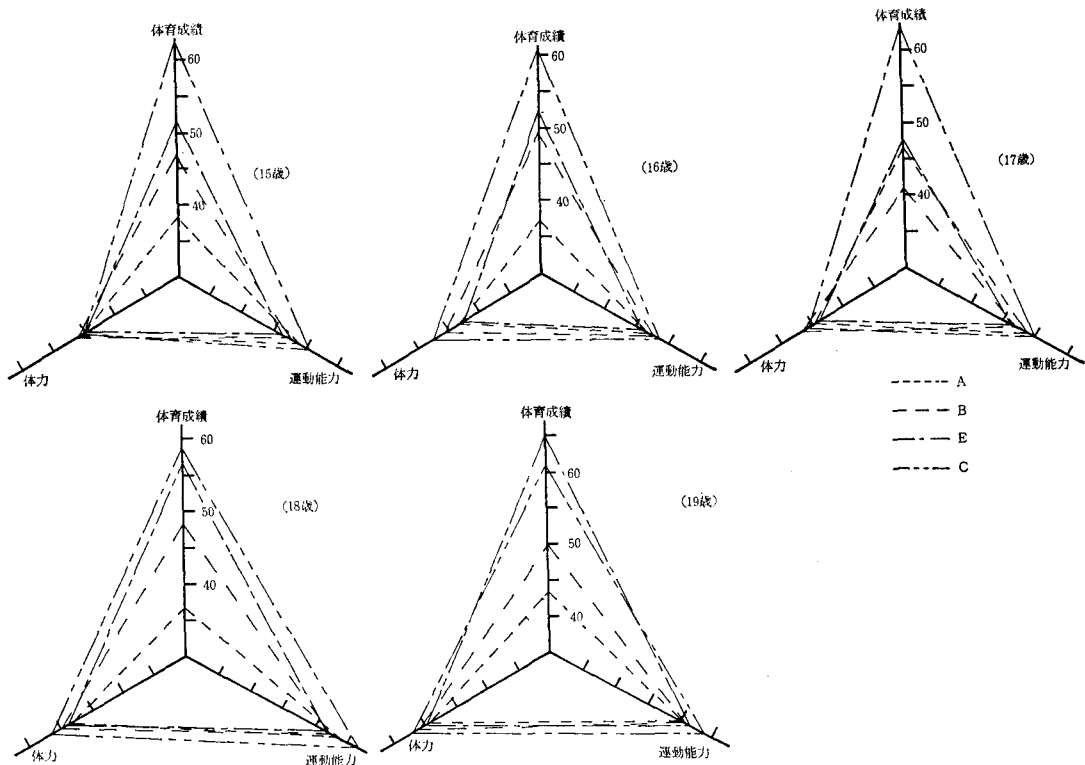 体育成績
60
50
40
(15歳)
体力
運動能力
体育成績
60
50
40
(16歳)
体力
運動能力
体育成績
60
50
40
(17歳)
体力
運動能力
A
B
E
C
体育成績
60
50
40
(18歳)
体力
運動能力
体育成績
60
50
40
(19歳)
体力
運動能力